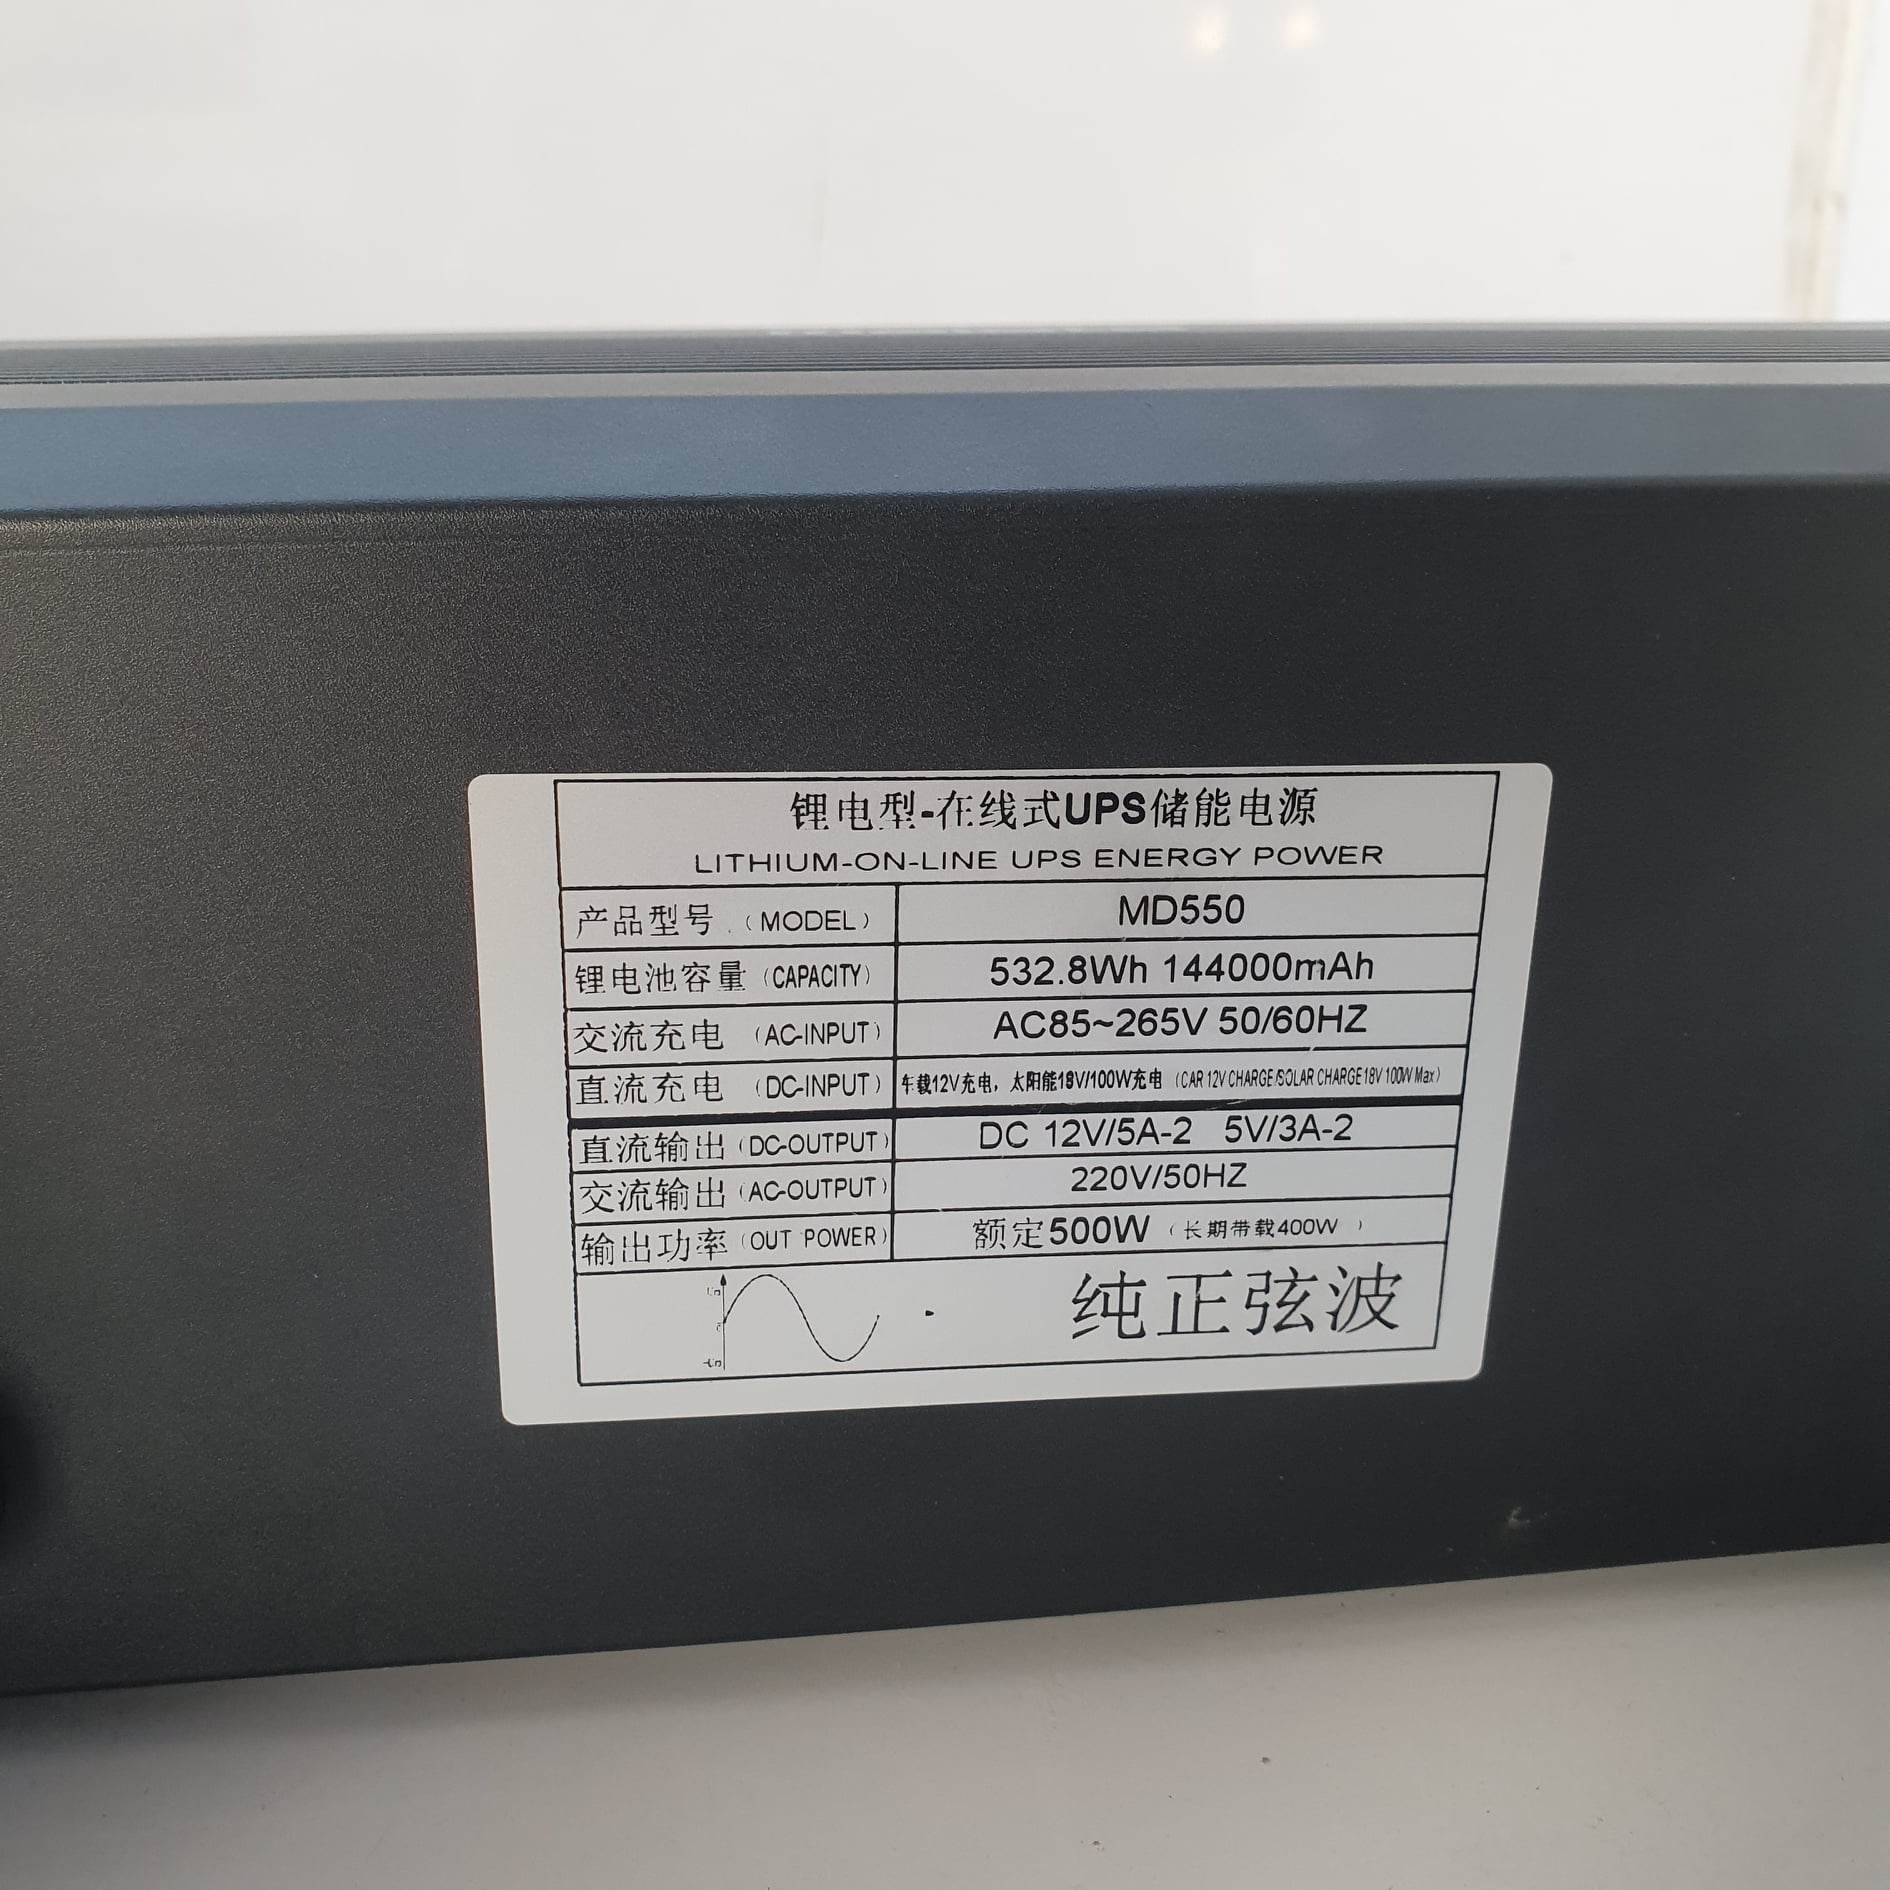 锂电型-在线式UPS储能电源
LITHIUM-ON-LINE UPS ENERGY POWER
产品型号 (MODEL) MD550
锂电池容量 (CAPACITY) 532.8Wh 144000mAh
交流充电 (AC-INPUT) AC85~265V 50/60HZ
直流充电 (DC-INPUT) 车载12V充电，太阳能18V/100W充电 (CAR 12V CHARGE/SOLAR CHARGE18V 100W Max)
直流输出 (DC-OUTPUT) DC 12V/5A-2 5V/3A-2
交流输出 (AC-OUTPUT) 220V/50HZ
输出功率 (OUT POWER) 额定500W (长期带载400W)
纯正弦波